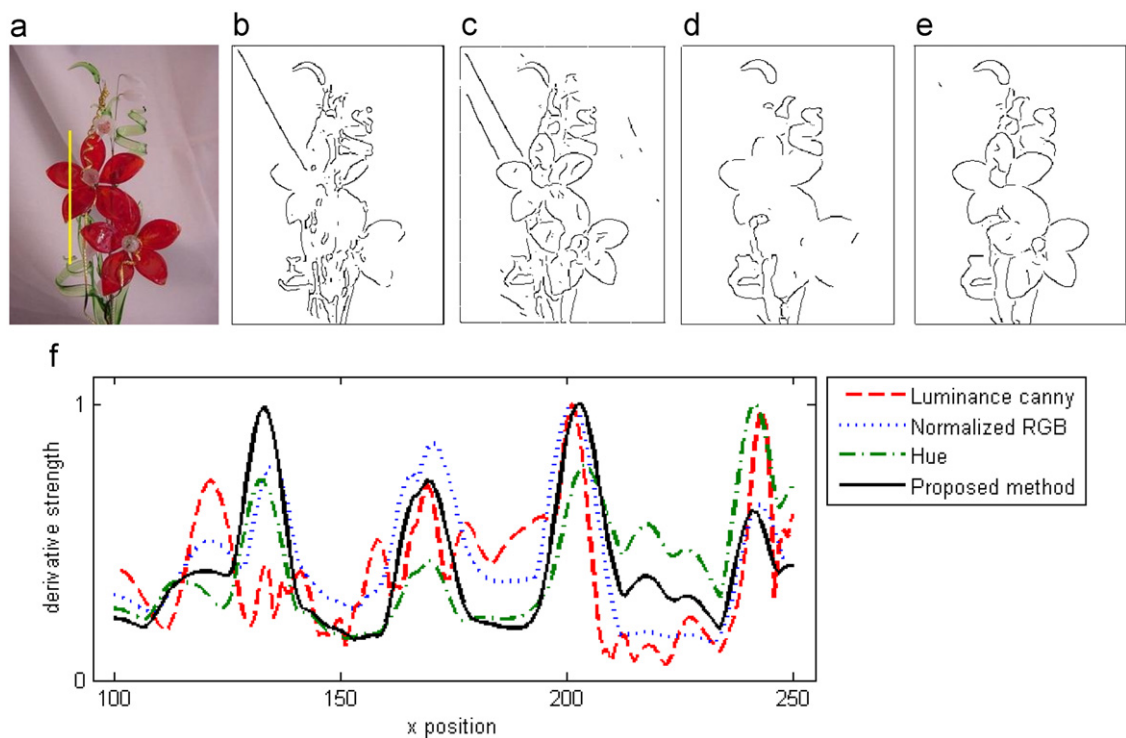 a
b
c
d
e
f
1
0
derivative strength
100
150
200
250
x position
Luminance canny
Normalized RGB
Hue
Proposed method